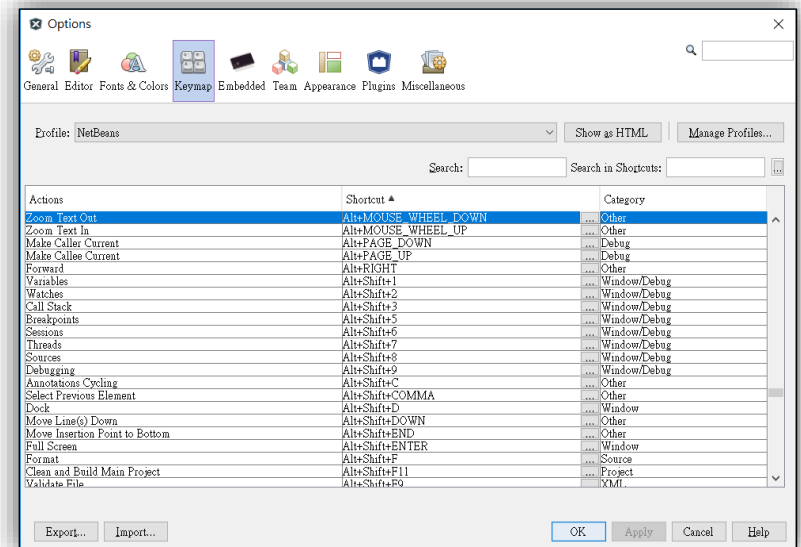 Options
General Editor Fonts & Colors Keymap Embedded Team Appearance Plugins Miscellaneous
Profile: NetBeans Show as HTML Manage Profiles...
Search: Search in Shortcuts: ...
Actions Shortcut ▲ Category
Zoom Text Out Alt+MOUSE_WHEEL_DOWN ... Other
Zoom Text In Alt+MOUSE_WHEEL_UP ... Other
Make Caller Current Alt+PAGE_DOWN ... Debug
Make Callee Current Alt+PAGE_UP ... Debug
Forward Alt+RIGHT ... Other
Variables Alt+Shift+1 ... Window/Debug
Watches Alt+Shift+2 ... Window/Debug
Call Stack Alt+Shift+3 ... Window/Debug
Breakpoints Alt+Shift+5 ... Window/Debug
Sessions Alt+Shift+6 ... Window/Debug
Threads Alt+Shift+7 ... Window/Debug
Sources Alt+Shift+8 ... Window/Debug
Debugging Alt+Shift+9 ... Window/Debug
Annotations Cycling Alt+Shift+C ... Other
Select Previous Element Alt+Shift+COMMA ... Other
Dock Alt+Shift+D ... Window
Move Line(s) Down Alt+Shift+DOWN ... Other
Move Insertion Point to Bottom Alt+Shift+END ... Other
Full Screen Alt+Shift+ENTER ... Window
Format Alt+Shift+F ... Source
Clean and Build Main Project Alt+Shift+F11 ... Project
Validate File Alt+Shift+F9 ... XML
Export... Import... OK Apply Cancel Help